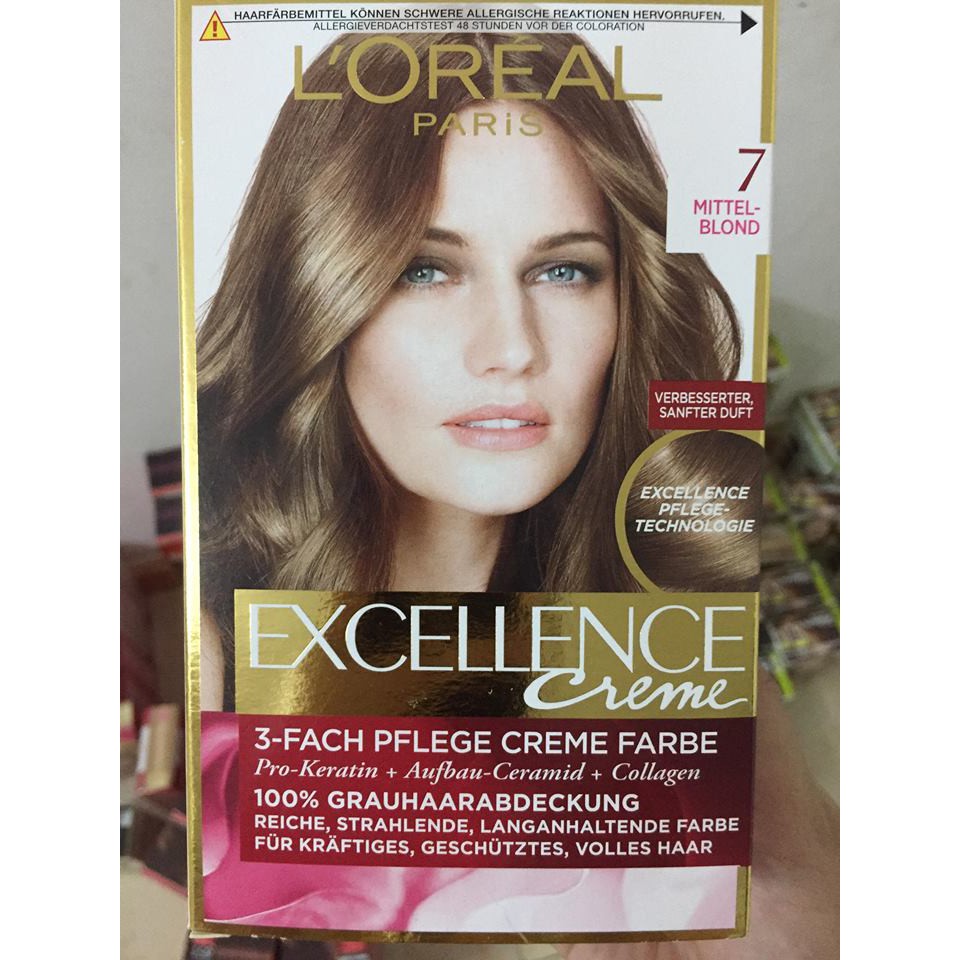 HAARFÄRBEMITTEL KÖNNEN SCHWERE ALLERGISCHE REAKTIONEN HERVORRUFEN.
ALLERGIEVERDACHTSTEST 48 STUNDEN VOR DER COLORATION
L'ORÉAL
PARiS
7
MITTEL-
BLOND
VERBESSERTER,
SANFTER DUFT
EXCELLENCE
PFLEGE-
TECHNOLOGIE
EXCELLENCE
Creme
3-FACH PFLEGE CREME FARBE
Pro-Keratin + Aufbau-Ceramid + Collagen
100% GRAUHAARABDECKUNG
REICHE, STRAHLENDE, LANGANHALTENDE FARBE
FÜR KRÄFTIGES, GESCHÜTZTES, VOLLES HAAR